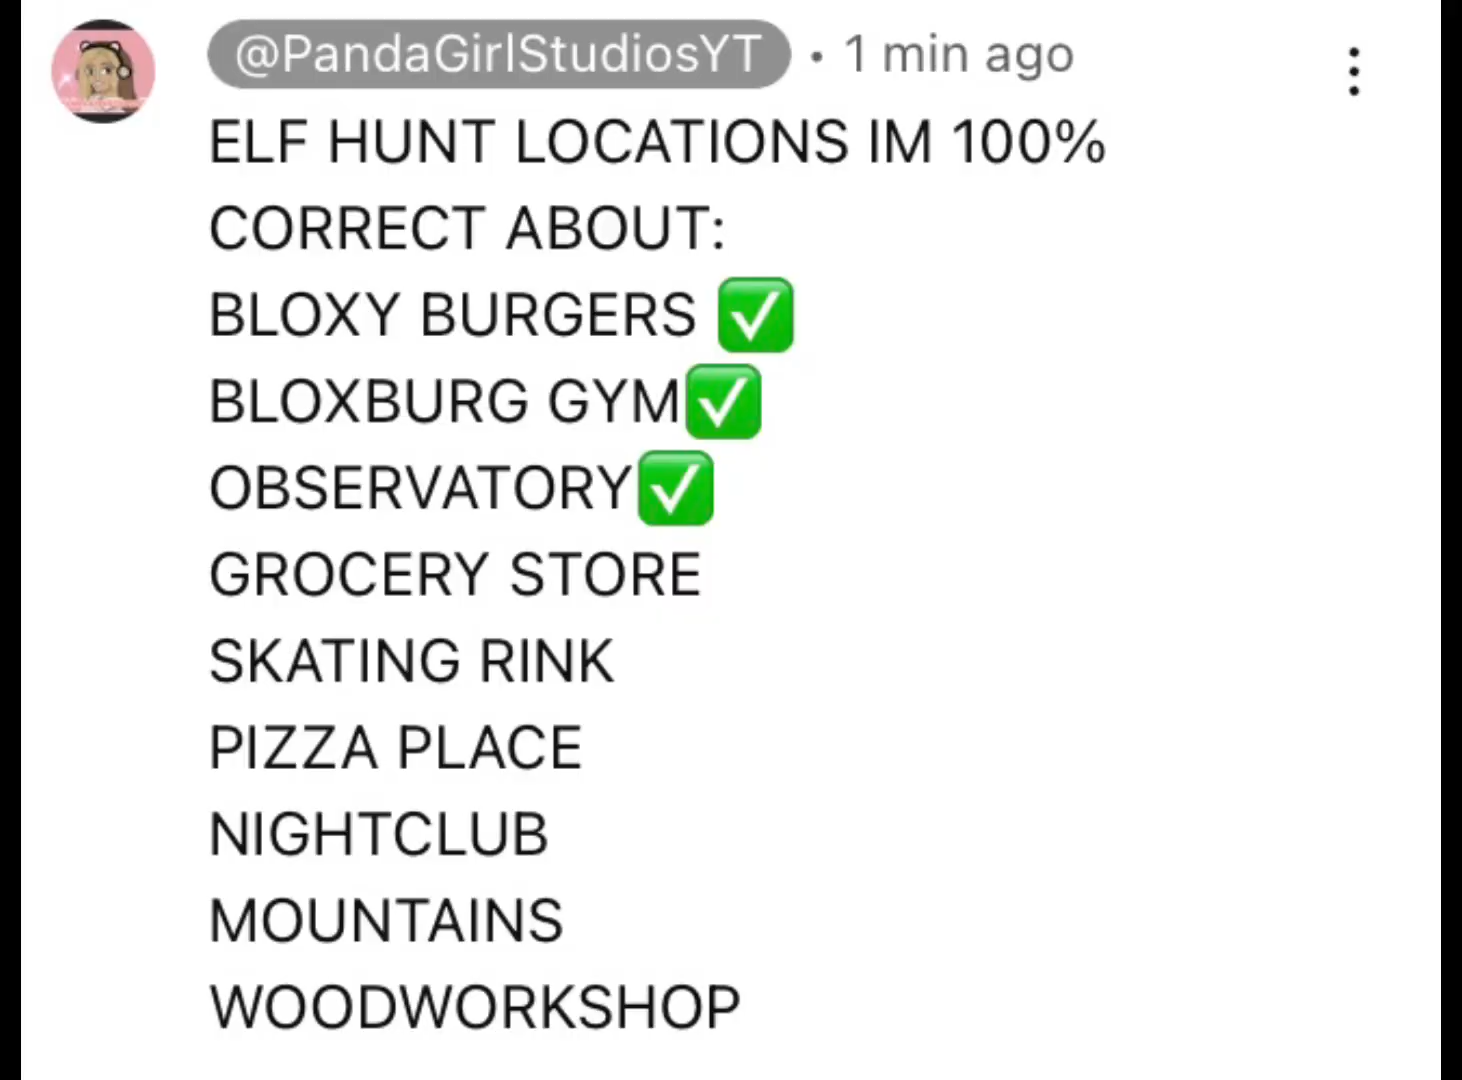 @PandaGirlStudiosYT • 1 min ago
ELF HUNT LOCATIONS IM 100%
CORRECT ABOUT:
BLOXY BURGERS ✅
BLOXBURG GYM✅
OBSERVATORY✅
GROCERY STORE
SKATING RINK
PIZZA PLACE
NIGHTCLUB
MOUNTAINS
WOODWORKSHOP